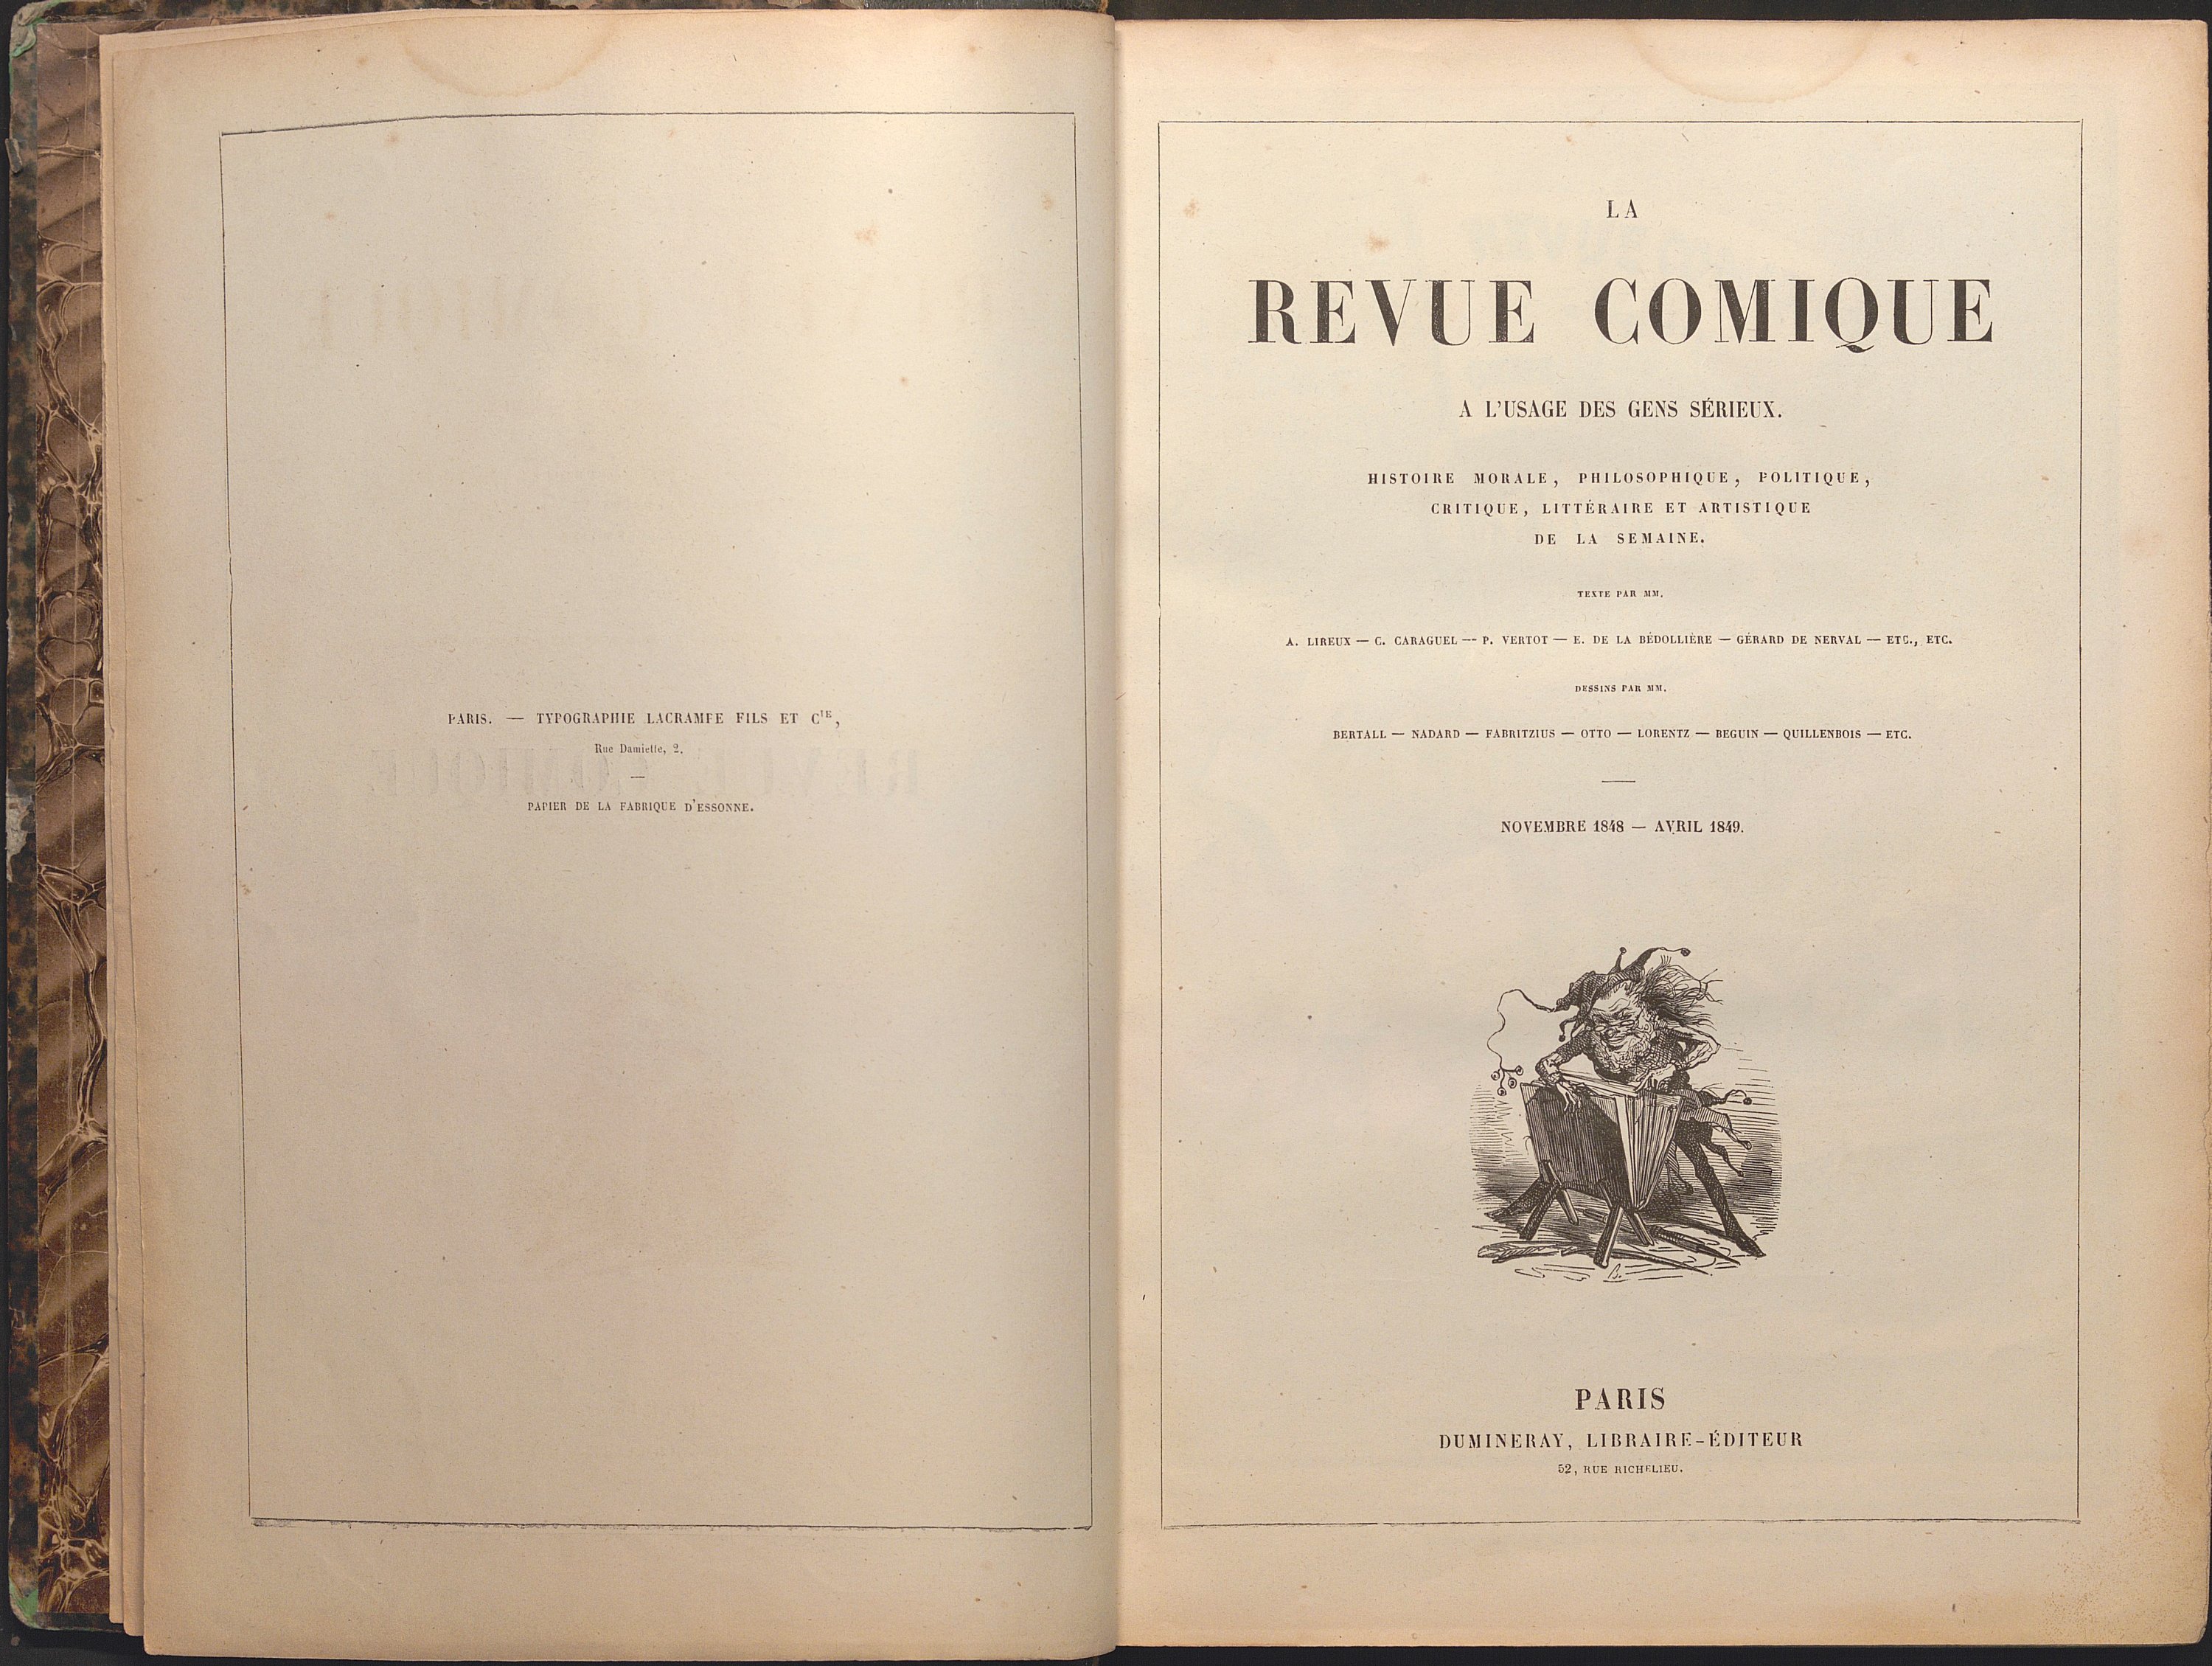 PARIS. — TYPOGRAPHIE LACRAMPE FILS ET CIE,
Rue Damiette, 2.
PAPIER DE LA FABRIQUE D'ESSONNE.
LA
REVUE COMIQUE
A L'USAGE DES GENS SÉRIEUX.
HISTOIRE MORALE, PHILOSOPHIQUE, POLITIQUE,
CRITIQUE, LITTÉRAIRE ET ARTISTIQUE
DE LA SEMAINE.
TEXTE PAR MM.
A. LIREUX — C. CARAGUEL — P. VERTOT — E. DE LA BÉDOLLIÈRE — GÉRARD DE NERVAL — ETC., ETC.
DESSINS PAR MM.
BERTALL — NADARD — FABRITZIUS — OTTO — LORENTZ — BEGUIN — QUILLENBOIS — ETC.
NOVEMBRE 1848 — AVRIL 1849.
B.
PARIS
DUMINERAY, LIBRAIRE-ÉDITEUR
52, RUE RICHELIEU.